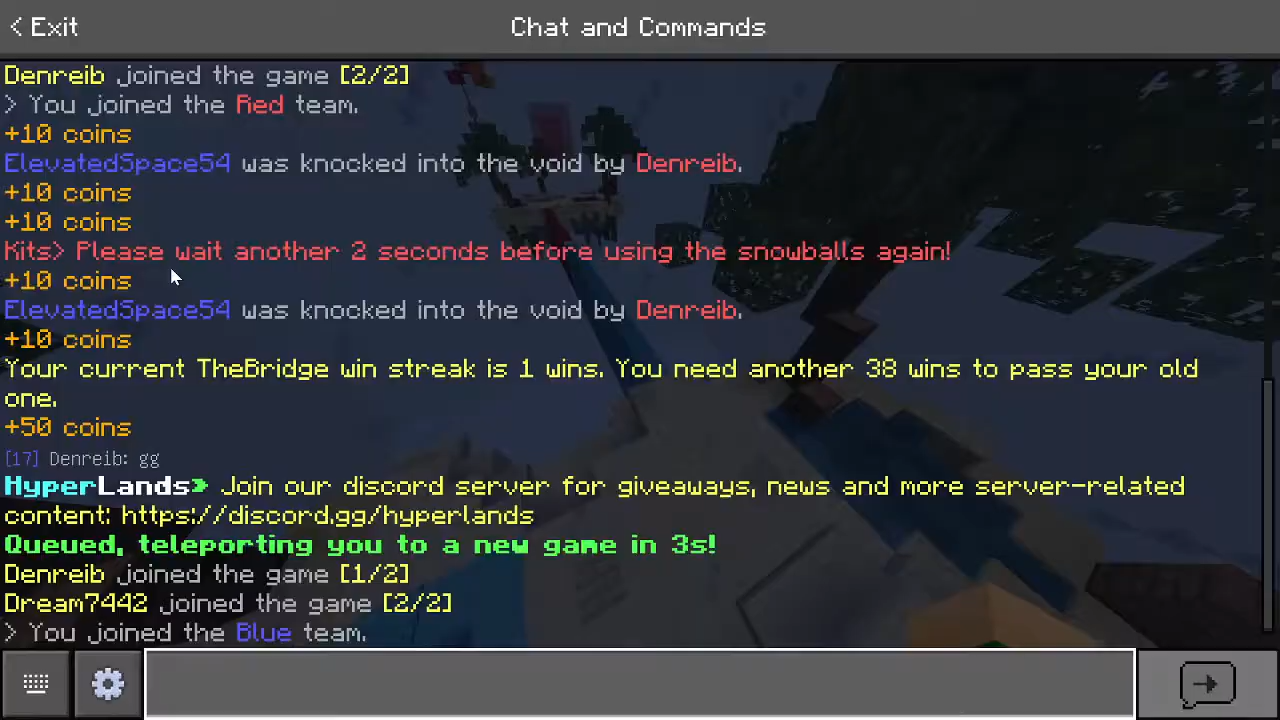 < Exit
Chat and Commands
Denreib joined the game [2/2]
> You joined the Red team.
+10 coins
ElevatedSpace54 was knocked into the void by Denreib.
+10 coins
+10 coins
Kits> Please wait another 2 seconds before using the snowballs again!
+10 coins
ElevatedSpace54 was knocked into the void by Denreib.
+10 coins
Your current TheBridge win streak is 1 wins. You need another 38 wins to pass your old
one.
+50 coins
[17] Denreib: gg
HyperLands> Join our discord server for giveaways, news and more server-related
content: https://discord.gg/hyperlands
Queued, teleporting you to a new game in 3s!
Denreib joined the game [1/2]
Dream7442 joined the game [2/2]
> You joined the Blue team.